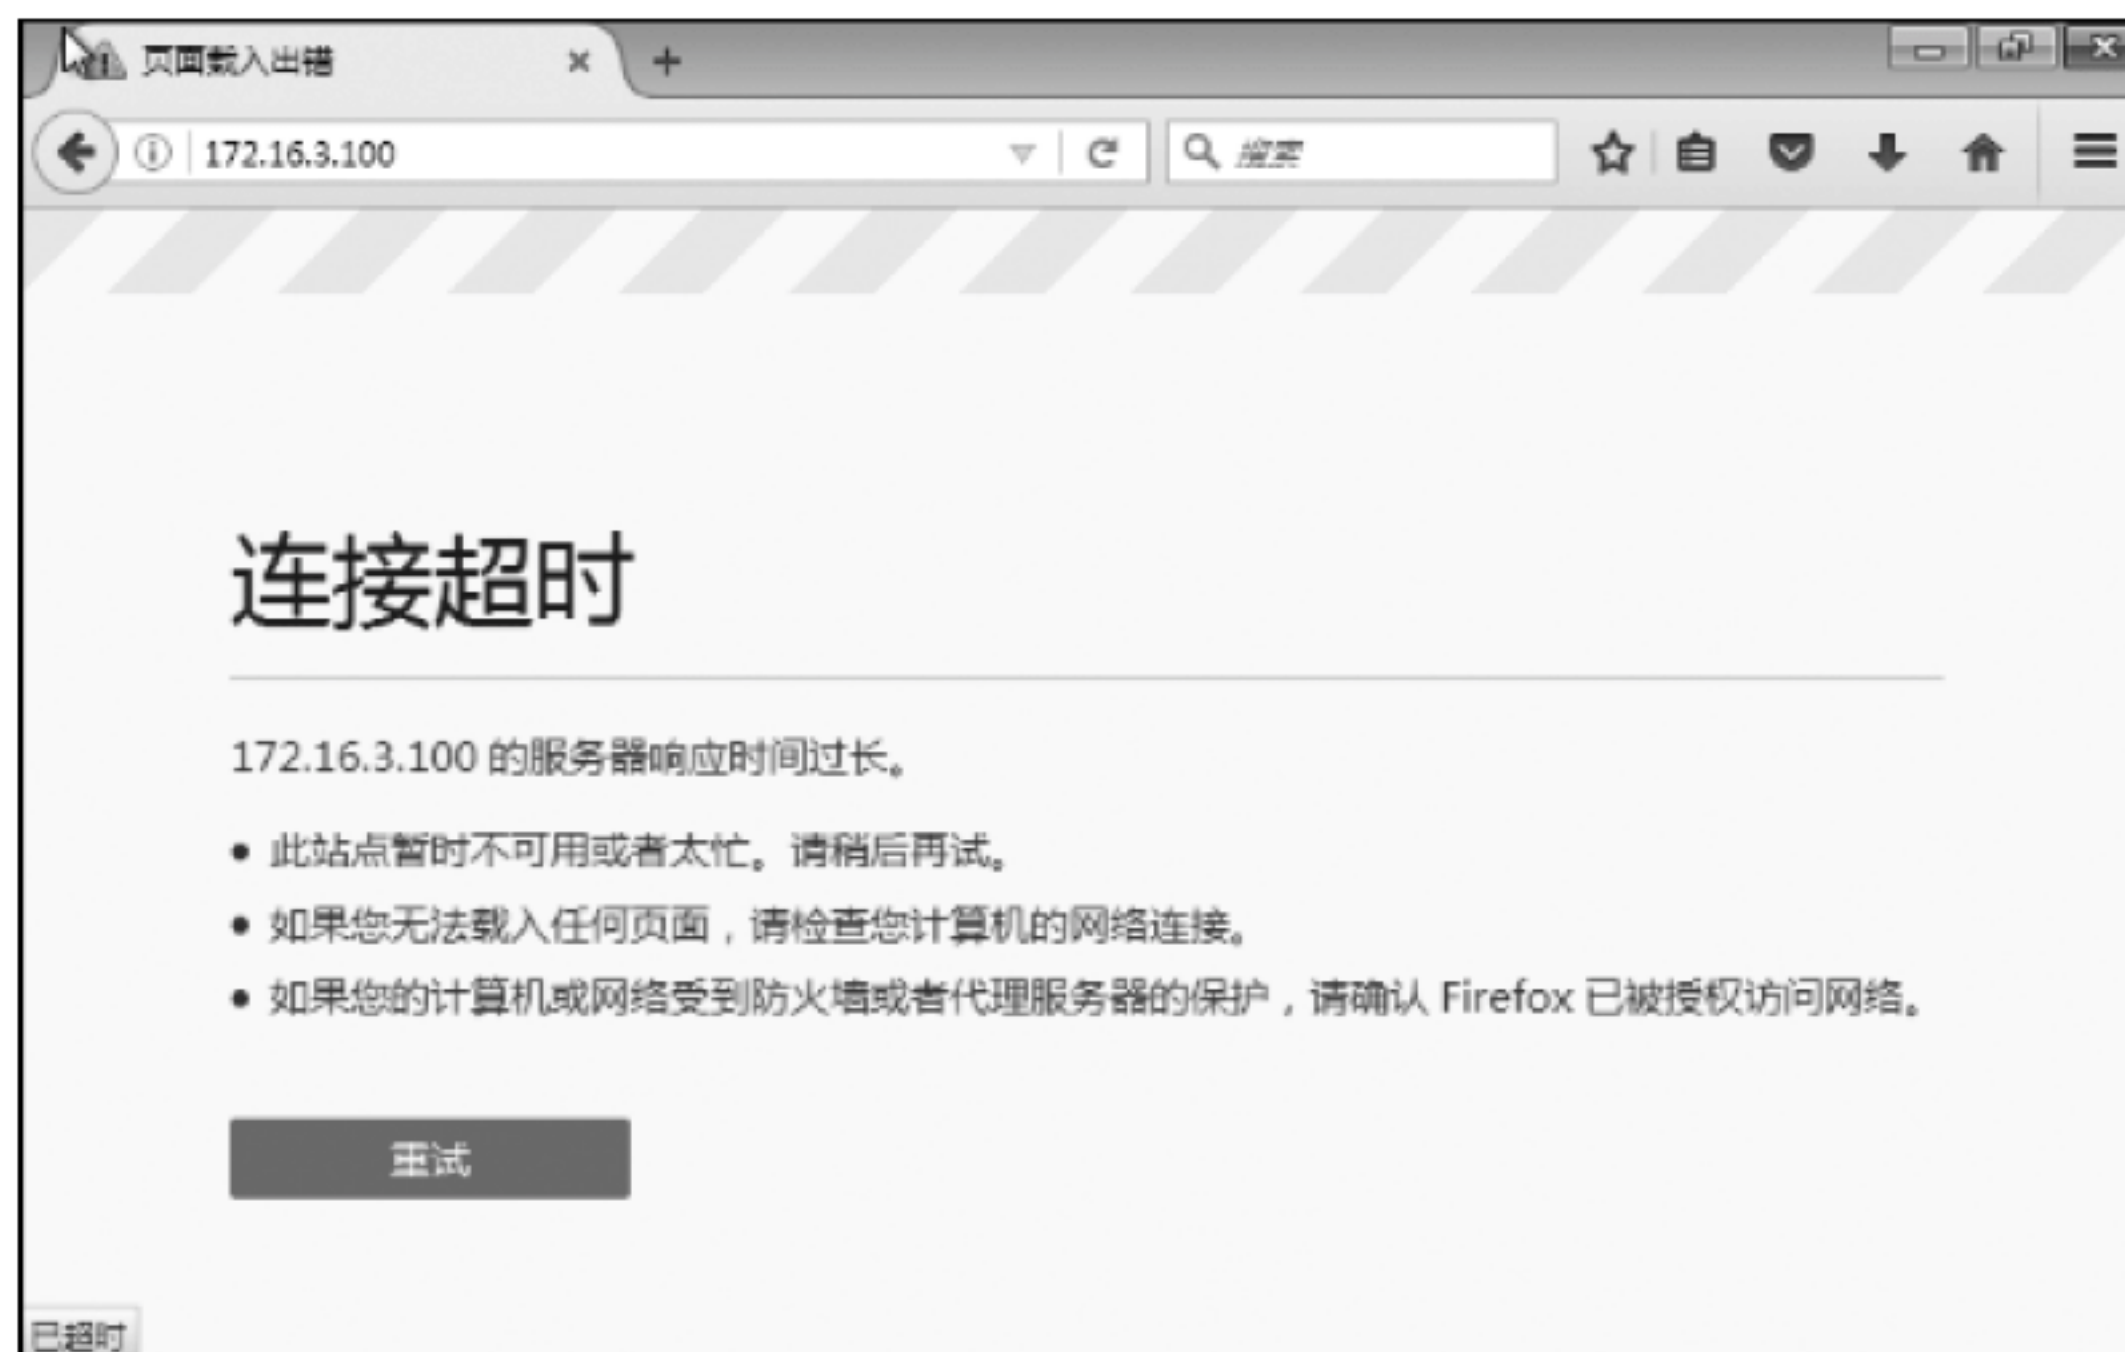 页面载入出错
172.16.3.100
搜索
连接超时
172.16.3.100 的服务器响应时间过长。
• 此站点暂时不可用或者太忙。请稍后再试。
• 如果您无法载入任何页面，请检查您计算机的网络连接。
• 如果您的计算机或网络受到防火墙或者代理服务器的保护，请确认 Firefox 已被授权访问网络。
重试
已超时